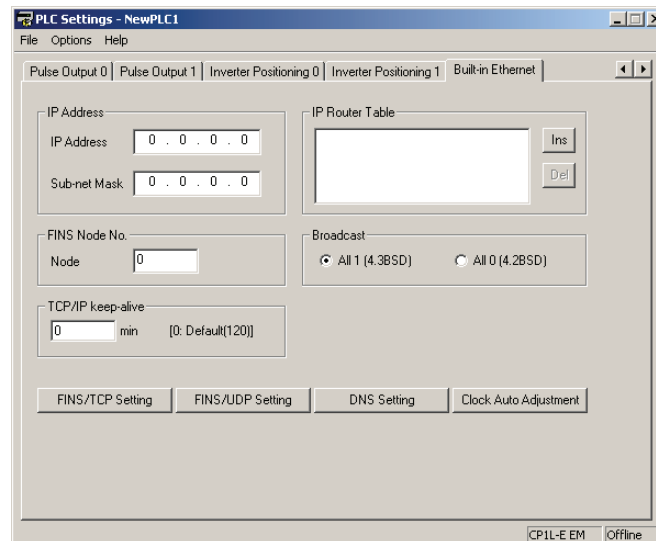 PLC Settings - NewPLC1
File Options Help
Pulse Output 0 Pulse Output 1 Inverter Positioning 0 Inverter Positioning 1 Built-in Ethernet
IP Address
IP Address 0 . 0 . 0 . 0
Sub-net Mask 0 . 0 . 0 . 0
IP Router Table
Ins
Del
FINS Node No.
Node 0
Broadcast
All 1 (4.3BSD) All 0 (4.2BSD)
TCP/IP keep-alive
0 min [0: Default(120)]
FINS/TCP Setting FINS/UDP Setting DNS Setting Clock Auto Adjustment
CP1L-E EM Offline